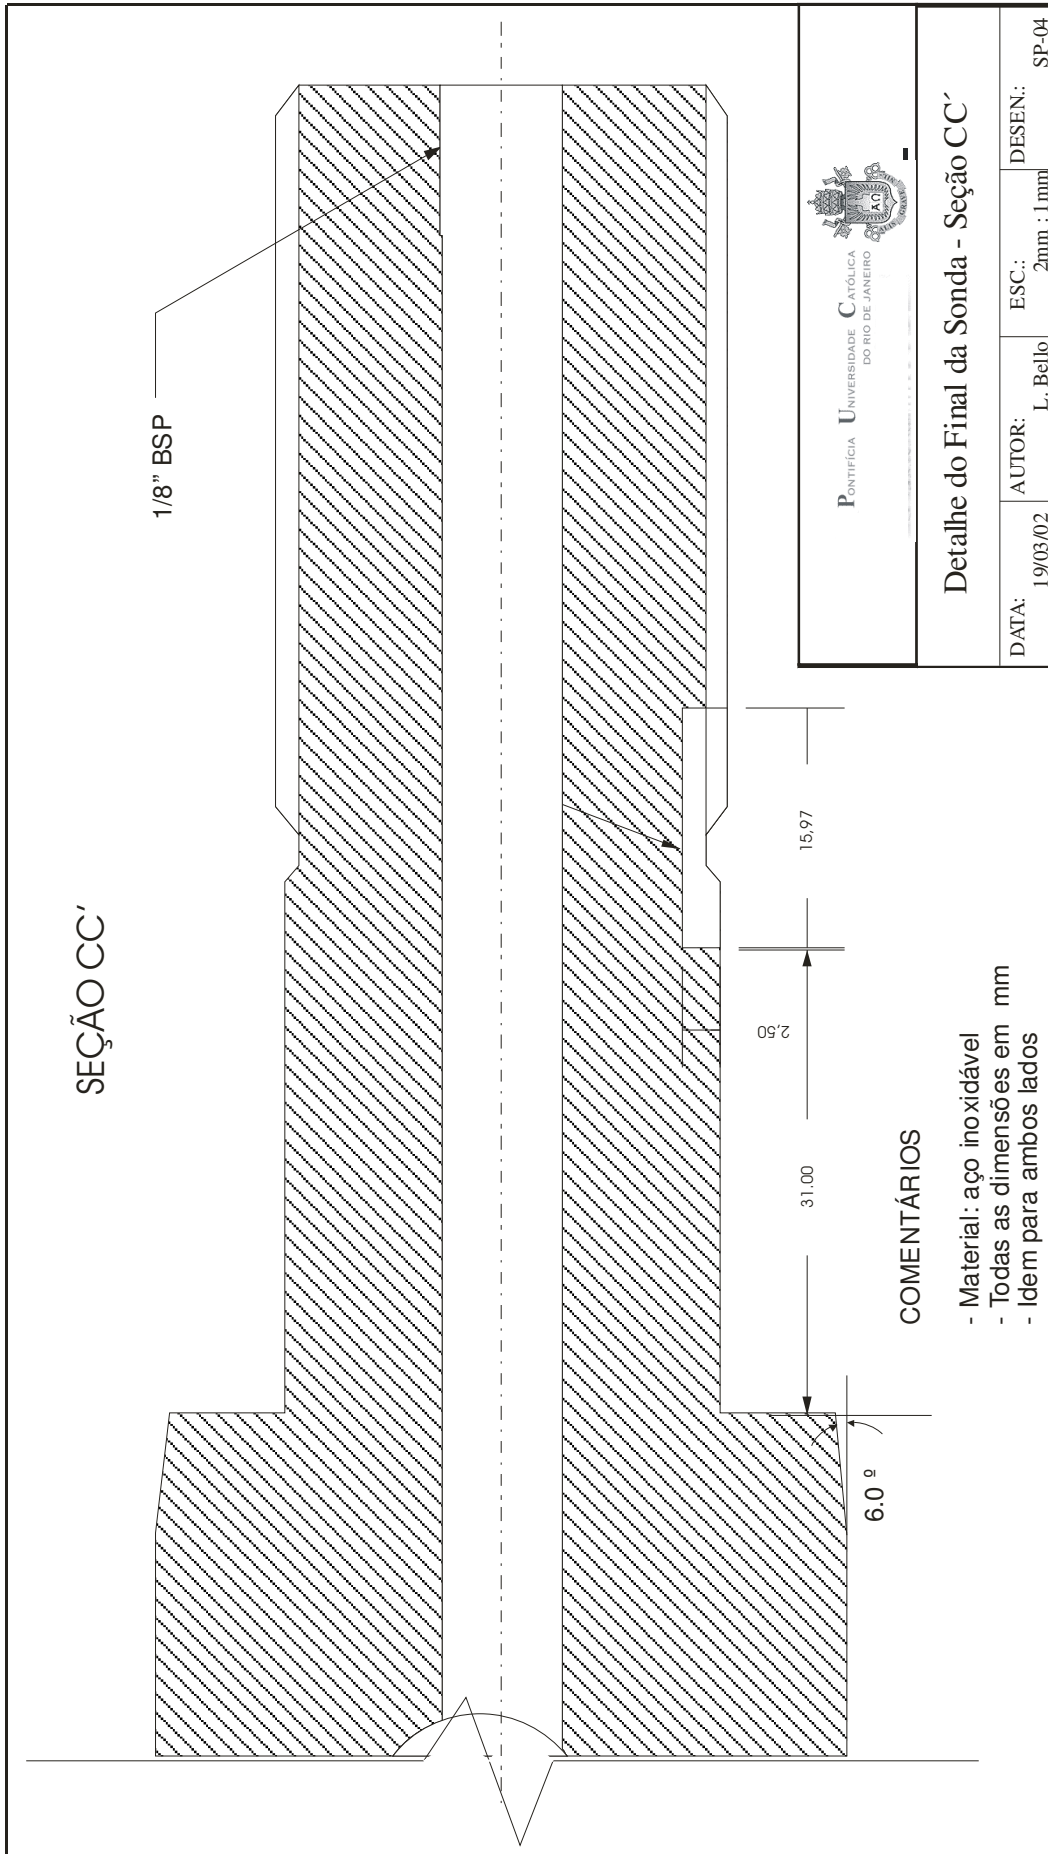 SEÇÃO CC´
1/8" BSP
2,50
31.00
15,97
6.0 º
COMENTÁRIOS
- Material: aço inoxidável
- Todas as dimensões em mm
- Idem para ambos lados
PONTIFÍCIA UNIVERSIDADE CATÓLICA
DO RIO DE JANEIRO
Detalhe do Final da Sonda - Seção CC´
DATA: 19/03/02
AUTOR: L. Bello
ESC.: 2mm : 1mm
DESEN.: SP-04